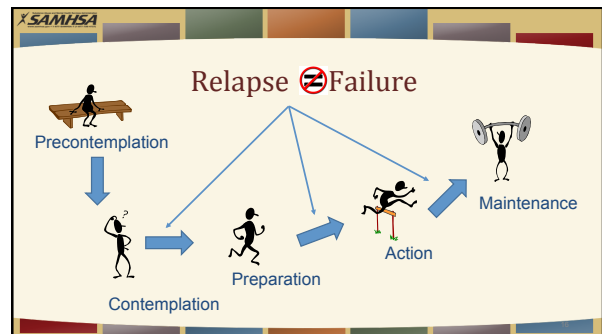 SAMHSA
Relapse = Failure
Precontemplation
?
Maintenance
Action
Preparation
Contemplation